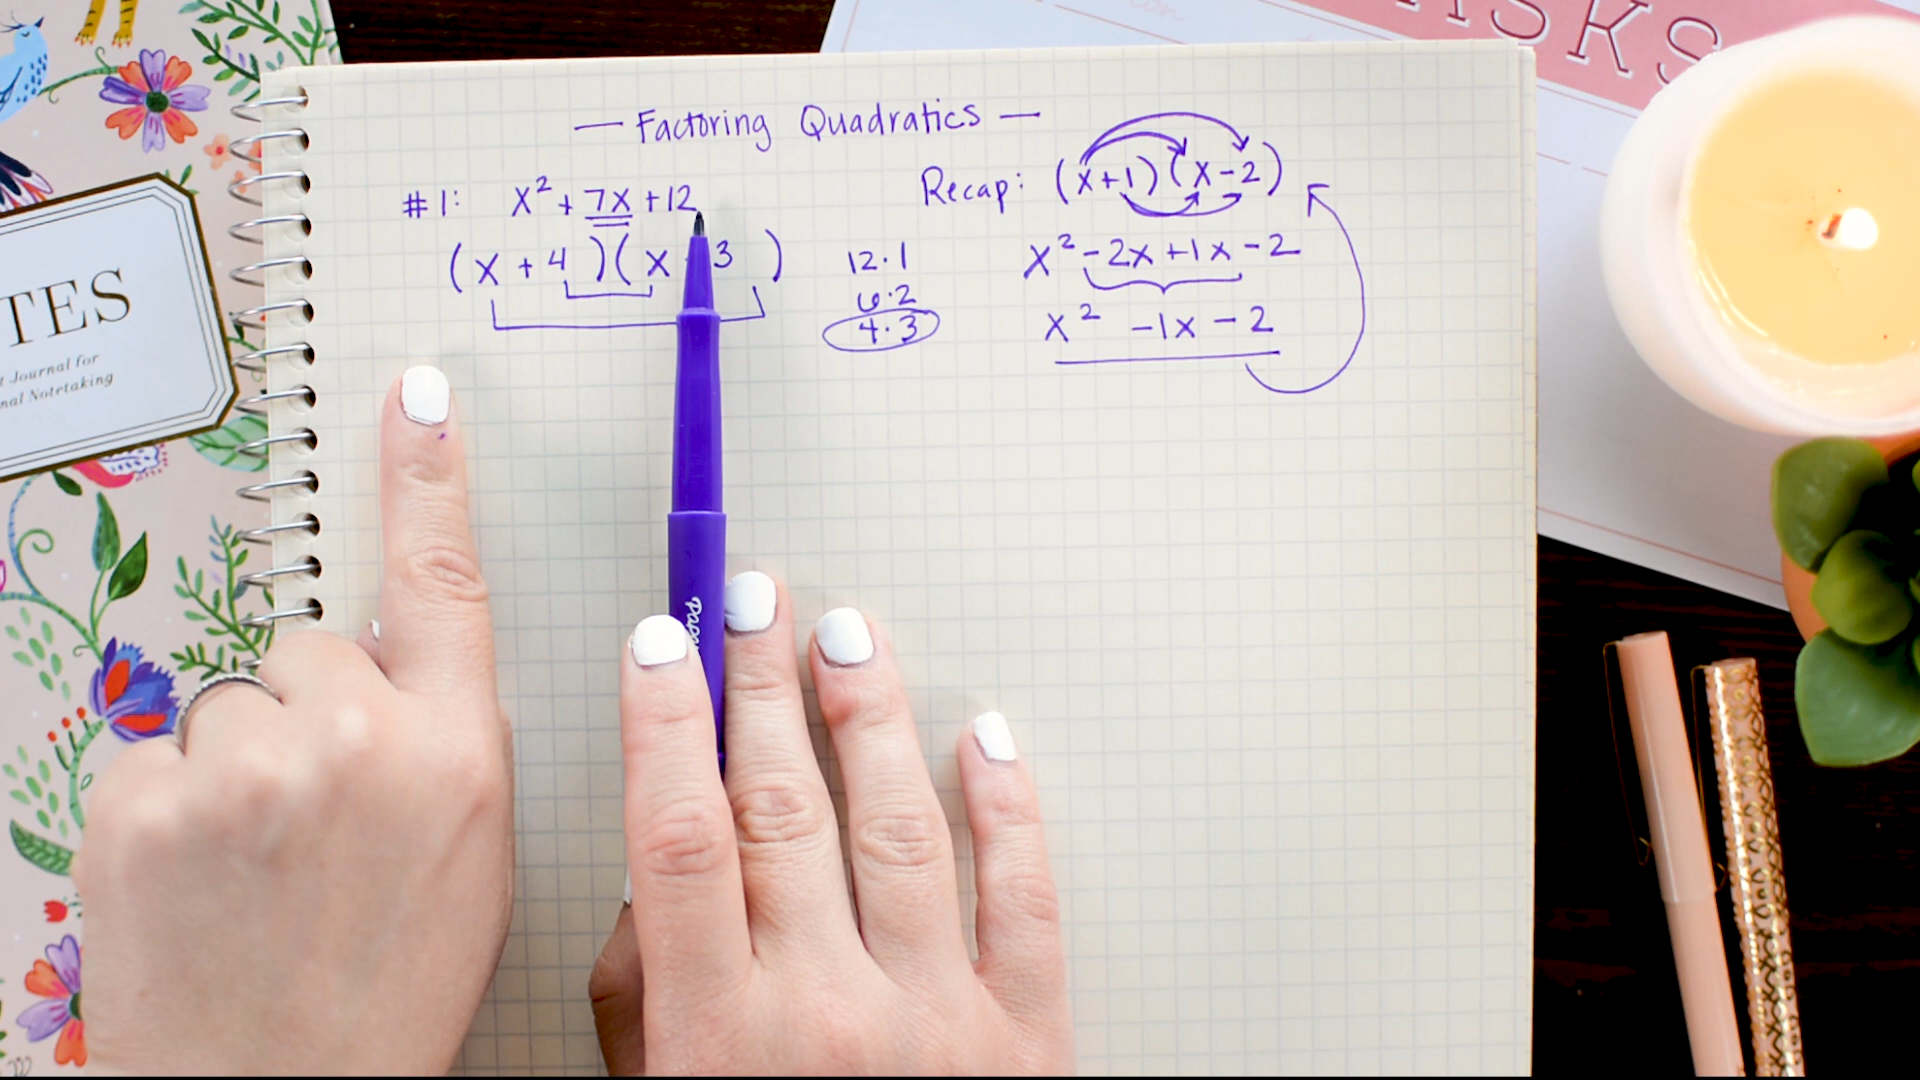 — Factoring Quadratics —
#1: x² + 7x + 12
(x + 4 )( x 3 )
12·1
6·2
4·3
Recap: (x+1)(x-2)
x² -2x +1x -2
x² -1x -2
TES
Journal for
Notetaking
SKS